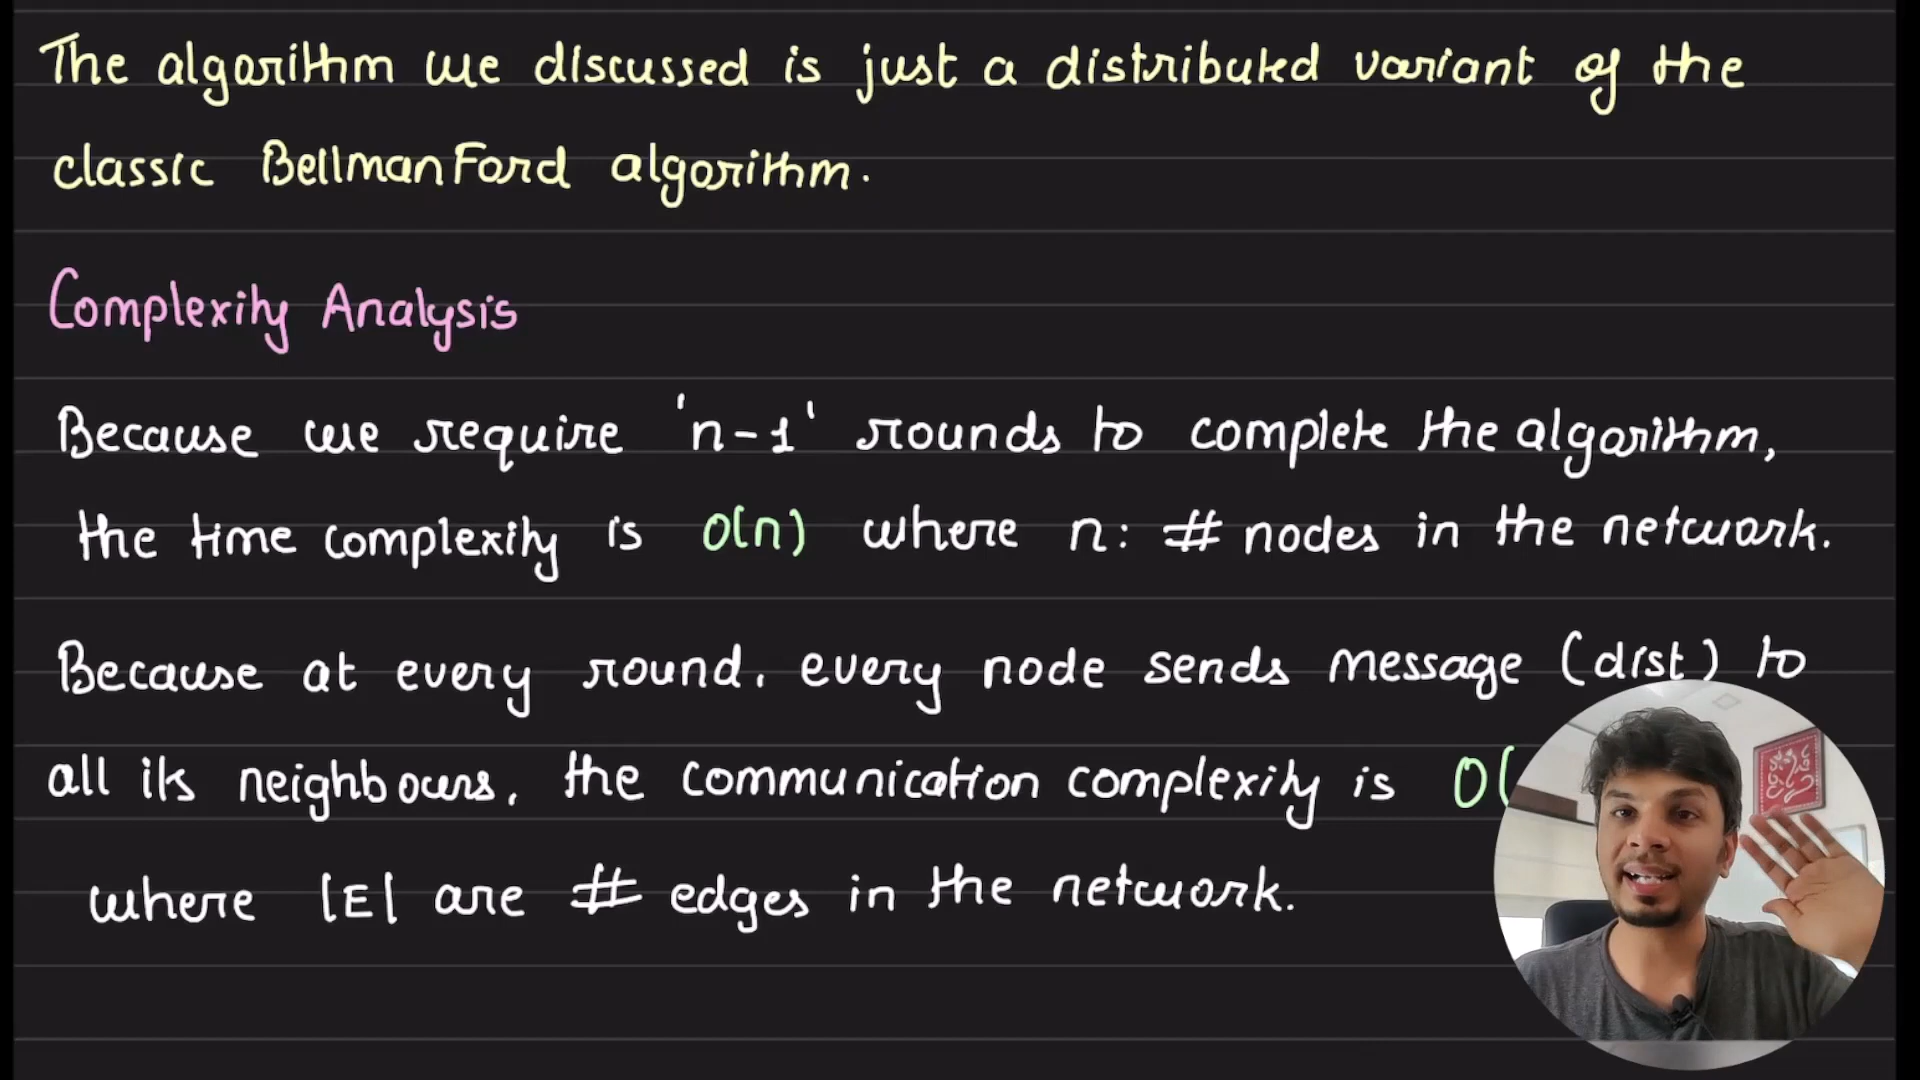 The algorithm we discussed is just a distributed variant of the
classic Bellman Ford algorithm.
Complexity Analysis
Because we require 'n-1' rounds to complete the algorithm,
the time complexity is O(n) where n: # nodes in the network.
Because at every round, every node sends message (dist) to
all its neighbours, the communication complexity is O(
where |E| are # edges in the network.